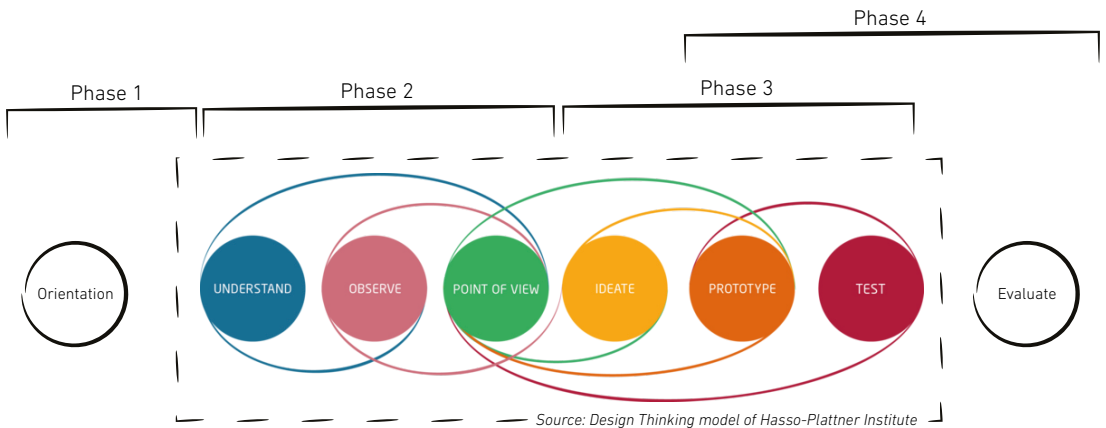 Phase 4
Phase 1
Phase 2
Phase 3
Orientation
UNDERSTAND
OBSERVE
POINT OF VIEW
IDEATE
PROTOTYPE
TEST
Evaluate
Source: Design Thinking model of Hasso-Plattner Institute